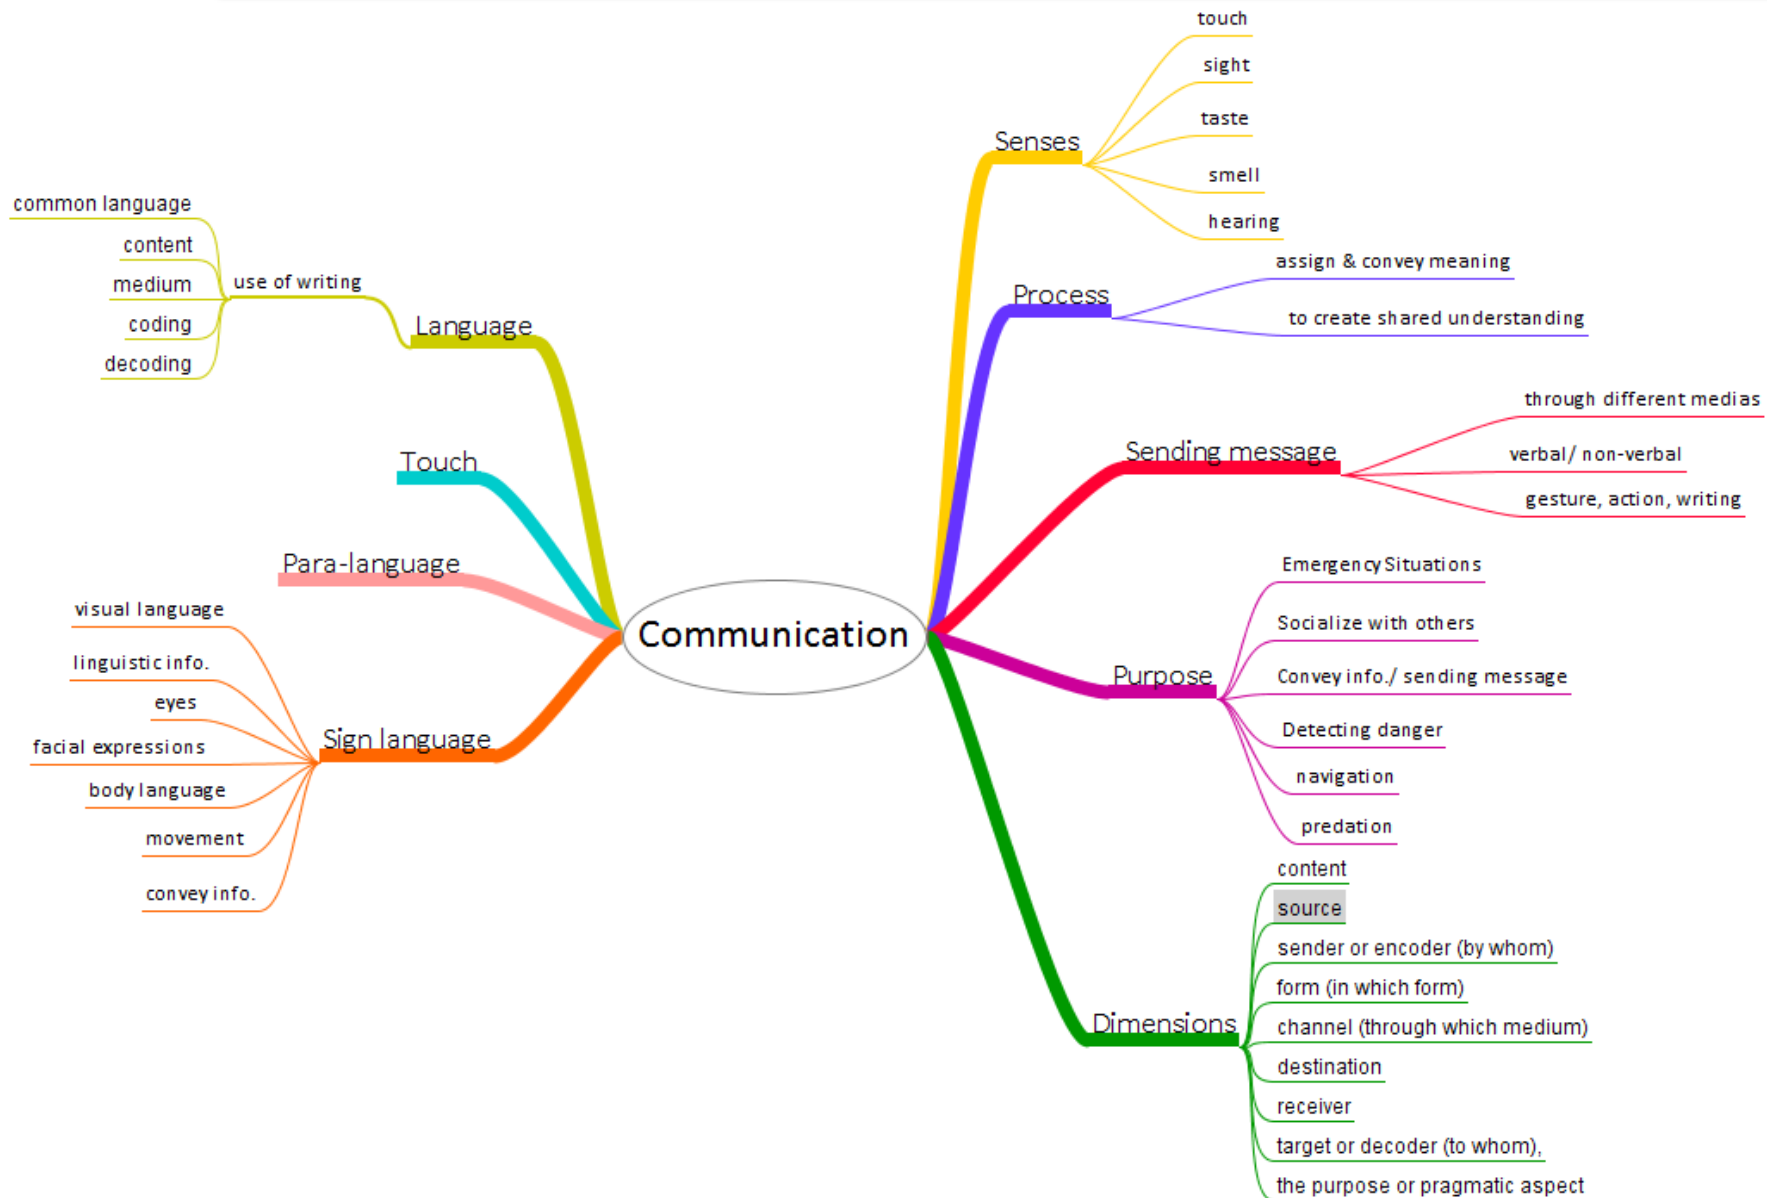 Communication
Senses
touch
sight
taste
smell
hearing
Process
assign & convey meaning
to create shared understanding
Sending message
through different medias
verbal/ non-verbal
gesture, action, writing
Purpose
Emergency Situations
Socialize with others
Convey info./ sending message
Detecting danger
navigation
predation
Dimensions
content
source
sender or encoder (by whom)
form (in which form)
channel (through which medium)
destination
receiver
target or decoder (to whom),
the purpose or pragmatic aspect
Language
use of writing
common language
content
medium
coding
decoding
Touch
Para-language
Sign language
visual language
linguistic info.
eyes
facial expressions
body language
movement
convey info.